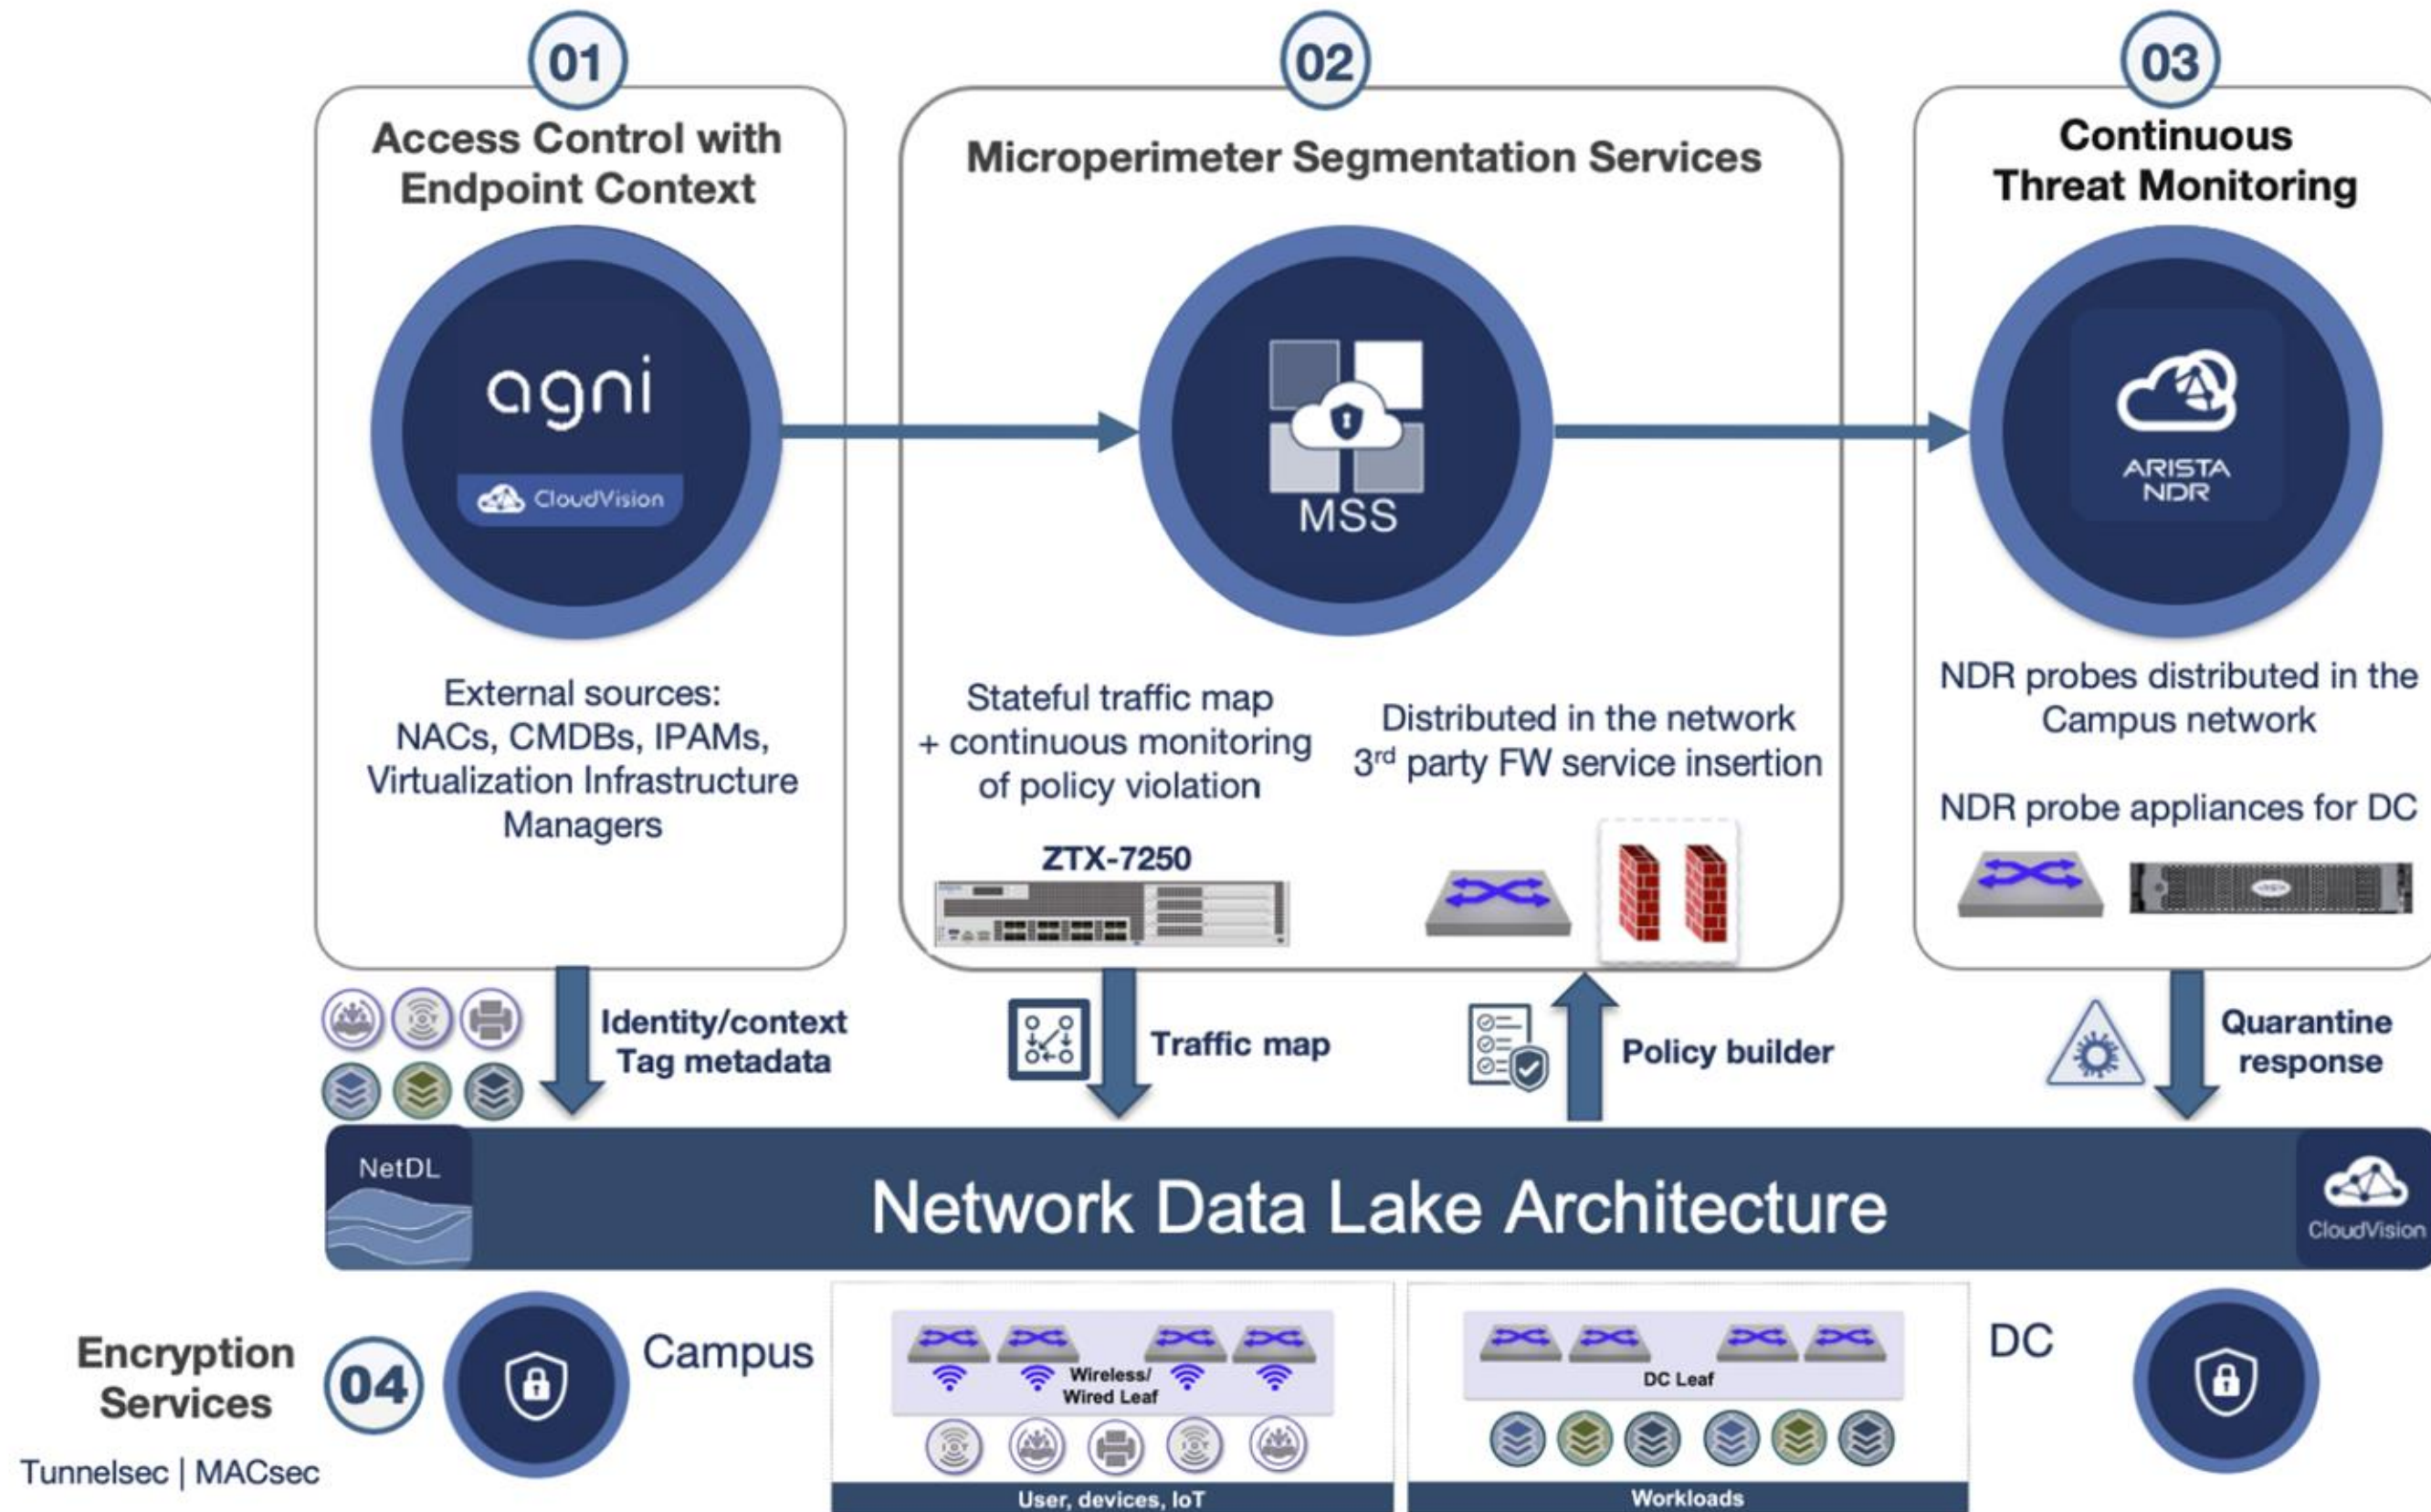 01
Access Control with
Endpoint Context
agni
CloudVision
External sources:
NACs, CMDBs, IPAMs,
Virtualization Infrastructure
Managers
02
Microperimeter Segmentation Services
MSS
Stateful traffic map
+ continuous monitoring
of policy violation
ZTX-7250
Distributed in the network
3rd party FW service insertion
03
Continuous
Threat Monitoring
ARISTA
NDR
NDR probes distributed in the
Campus network
NDR probe appliances for DC
Identity/context
Tag metadata
Traffic map
Policy builder
Quarantine
response
NetDL
Network Data Lake Architecture
CloudVision
Encryption
Services
04
Tunnelsec | MACsec
Campus
Wireless/
Wired Leaf
User, devices, IoT
DC Leaf
Workloads
DC